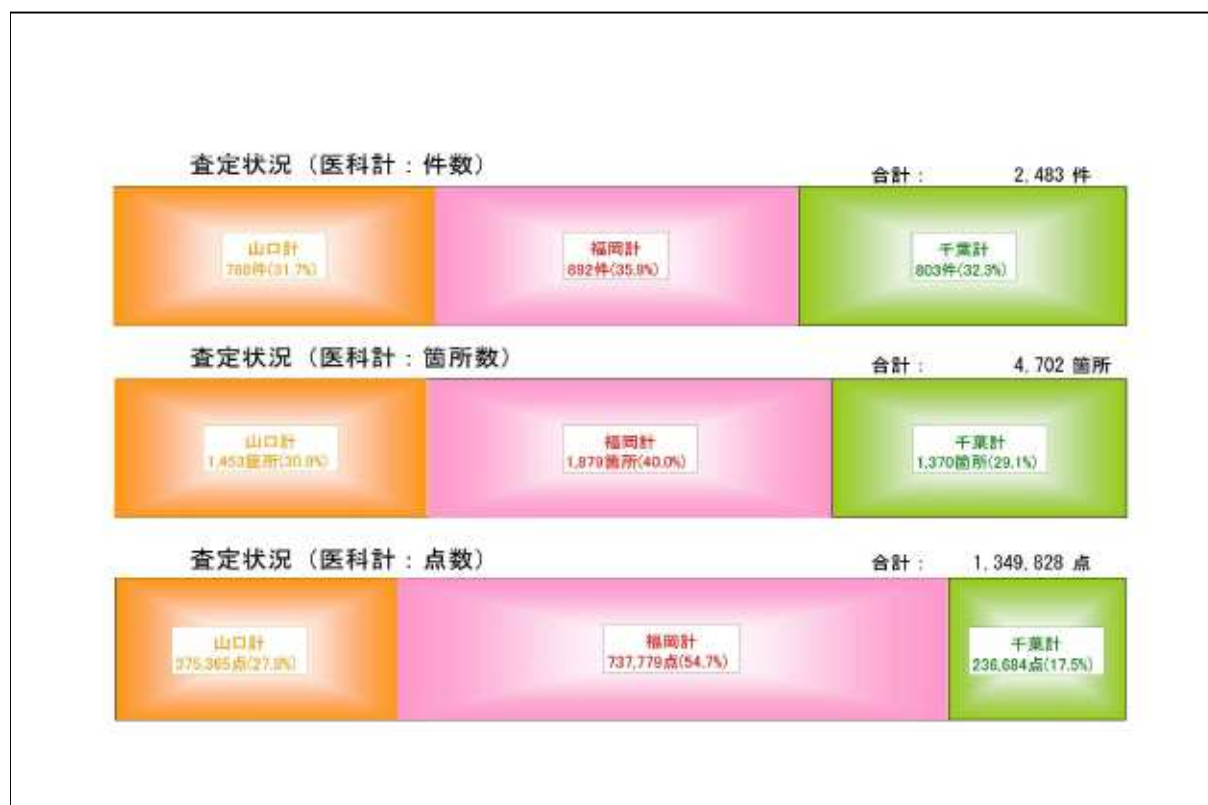 査定状況（医科計：件数）
合計： 2,483 件
山口計
788件(31.7%)
福岡計
892件(35.9%)
千葉計
803件(32.3%)
査定状況（医科計：箇所数）
合計： 4,702 箇所
山口計
1,453箇所(30.9%)
福岡計
1,879箇所(40.0%)
千葉計
1,370箇所(29.1%)
査定状況（医科計：点数）
合計： 1,349,828 点
山口計
375,365点(27.8%)
福岡計
737,779点(54.7%)
千葉計
236,684点(17.5%)